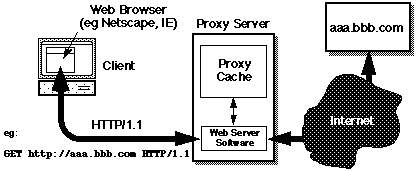 Web Browser
(eg Netscape, IE)
Proxy Server
aaa.bbb.com
Client
Proxy
Cache
HTTP/1.1
Web Server
Software
Internet
eg:
GET http://aaa.bbb.com HTTP/1.1